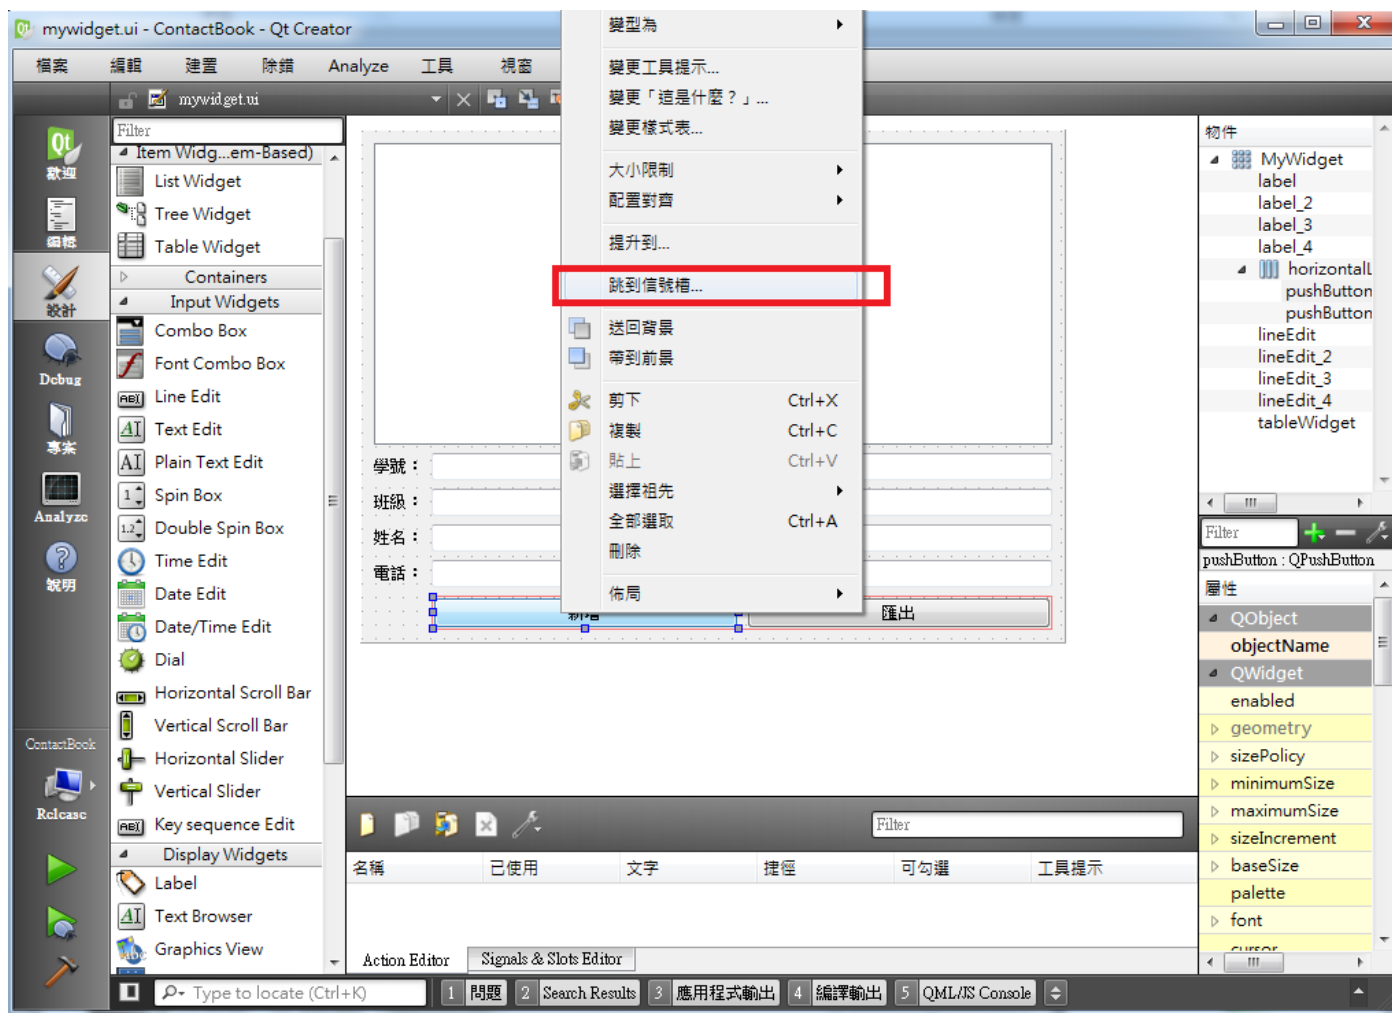 mywidget.ui - ContactBook - Qt Creator
檔案 編輯 建置 除錯 Analyze 工具 視窗
mywidget.ui
歡迎
編輯
設計
Debug
專案
Analyze
說明
ContactBook
Release
Filter
Item Widg...em-Based)
List Widget
Tree Widget
Table Widget
Containers
Input Widgets
Combo Box
Font Combo Box
Line Edit
Text Edit
Plain Text Edit
Spin Box
Double Spin Box
Time Edit
Date Edit
Date/Time Edit
Dial
Horizontal Scroll Bar
Vertical Scroll Bar
Horizontal Slider
Vertical Slider
Key sequence Edit
Display Widgets
Label
Text Browser
Graphics View
學號：
班級：
姓名：
電話：
新增
匯出
變型為
變更工具提示...
變更「這是什麼？」...
變更樣式表...
大小限制
配置對齊
提升到...
跳到信號槽...
送回背景
帶到前景
剪下 Ctrl+X
複製 Ctrl+C
貼上 Ctrl+V
選擇祖先
全部選取 Ctrl+A
刪除
佈局
Filter
名稱 已使用 文字 捷徑 可勾選 工具提示
Action Editor Signals & Slots Editor
物件
MyWidget
label
label_2
label_3
label_4
horizontalL
pushButton
pushButton
lineEdit
lineEdit_2
lineEdit_3
lineEdit_4
tableWidget
Filter
pushButton : QPushButton
屬性
QObject
objectName
QWidget
enabled
geometry
sizePolicy
minimumSize
maximumSize
sizeIncrement
baseSize
palette
font
cursor
Type to locate (Ctrl+K) 1 問題 2 Search Results 3 應用程式輸出 4 編譯輸出 5 QML/JS Console